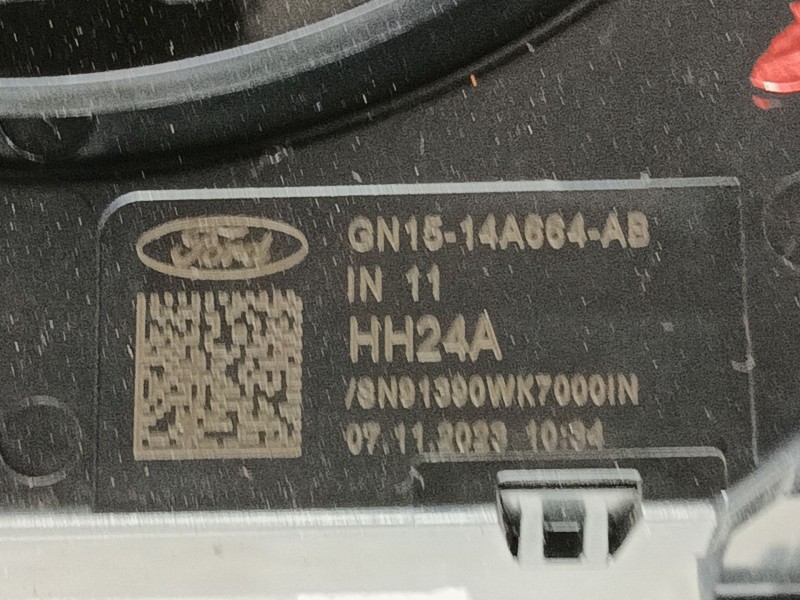 Ford
GN15-14A664-AB
IN 11
HH24A
/SN91390WK7000IN
07.11.2023 10:34